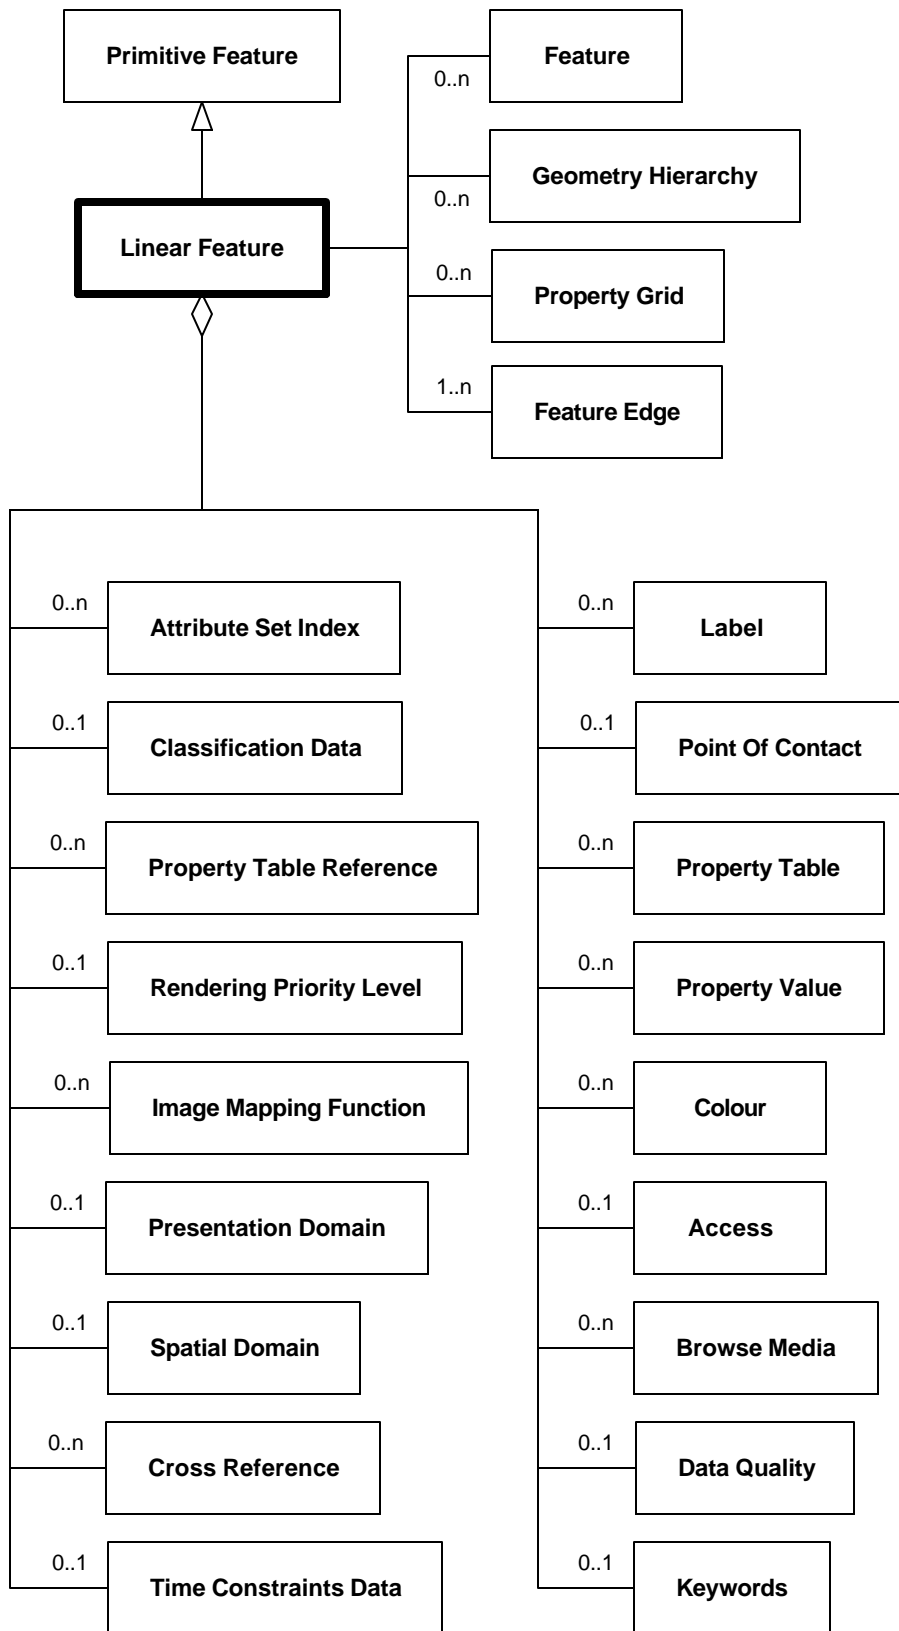 Primitive Feature
Feature
0..n
Geometry Hierarchy
0..n
Linear Feature
0..n
Property Grid
1..n
Feature Edge
0..n
Attribute Set Index
0..1
Classification Data
0..n
Property Table Reference
0..1
Rendering Priority Level
0..n
Image Mapping Function
0..1
Presentation Domain
0..1
Spatial Domain
0..n
Cross Reference
0..1
Time Constraints Data
0..n
Label
0..1
Point Of Contact
0..n
Property Table
0..n
Property Value
0..n
Colour
0..1
Access
0..n
Browse Media
0..1
Data Quality
0..1
Keywords